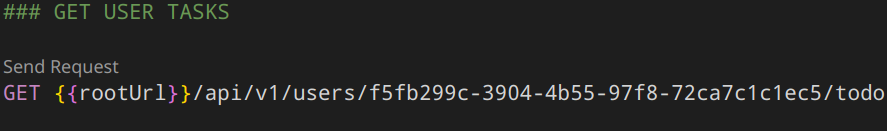 ### GET USER TASKS
Send Request
GET {{rootUrl}}/api/v1/users/f5fb299c-3904-4b55-97f8-72ca7c1c1ec5/todo